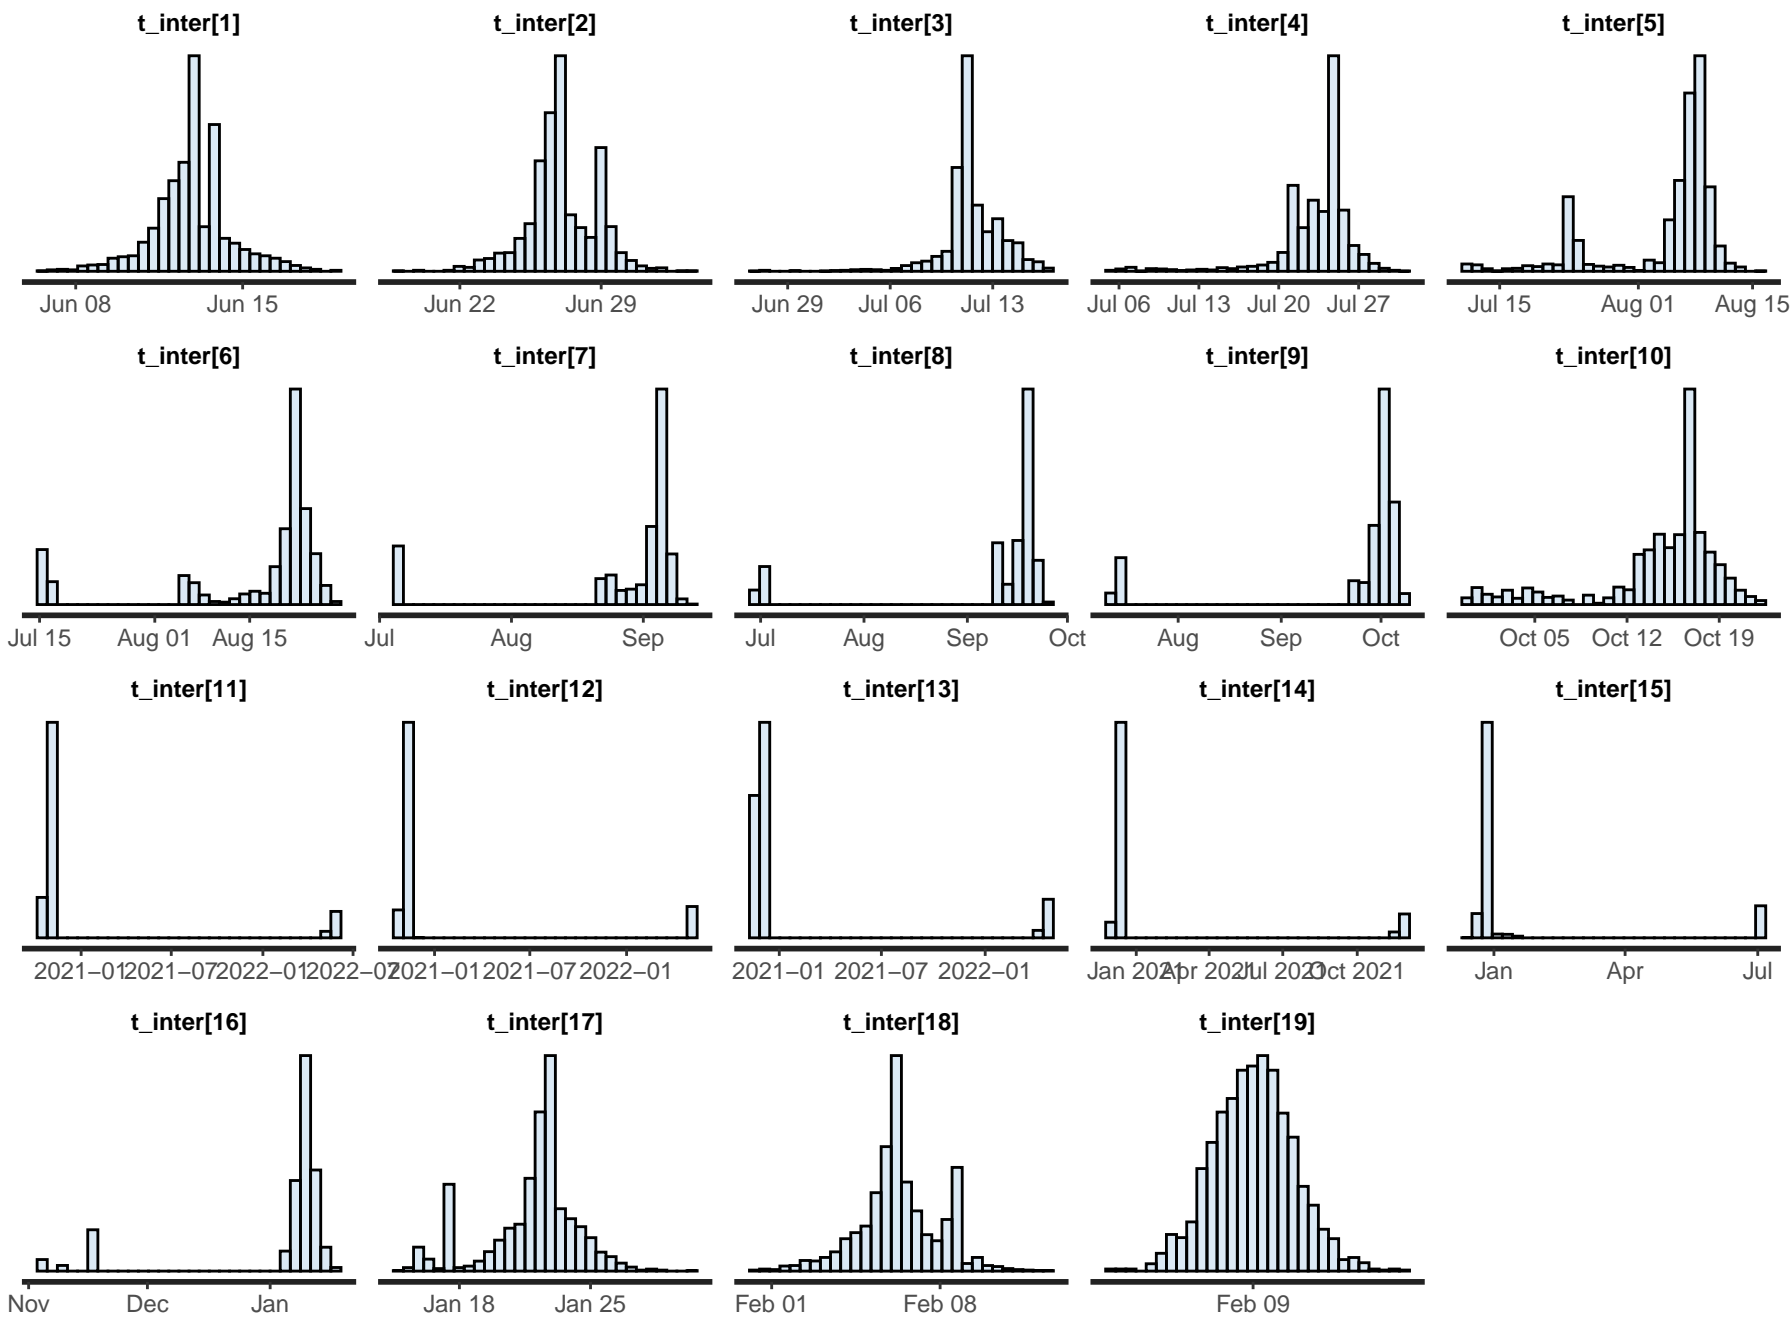 t_inter[1] t_inter[2] t_inter[3] t_inter[4] t_inter[5]
Jun 08 Jun 15 Jun 22 Jun 29 Jun 29 Jul 06 Jul 13 Jul 06 Jul 13 Jul 20 Jul 27 Jul 15 Aug 01 Aug 15
t_inter[6] t_inter[7] t_inter[8] t_inter[9] t_inter[10]
Jul 15 Aug 01 Aug 15 Jul Aug Sep Jul Aug Sep Oct Aug Sep Oct Oct 05 Oct 12 Oct 19
t_inter[11] t_inter[12] t_inter[13] t_inter[14] t_inter[15]
2021−01 2021−07 2022−01 2022−07 2021−01 2021−07 2022−01 2021−01 2021−07 2022−01 Jan 2021 Apr 2021 Jul 2021 Oct 2021 Jan Apr Jul
t_inter[16] t_inter[17] t_inter[18] t_inter[19]
Nov Dec Jan Jan 18 Jan 25 Feb 01 Feb 08 Feb 09